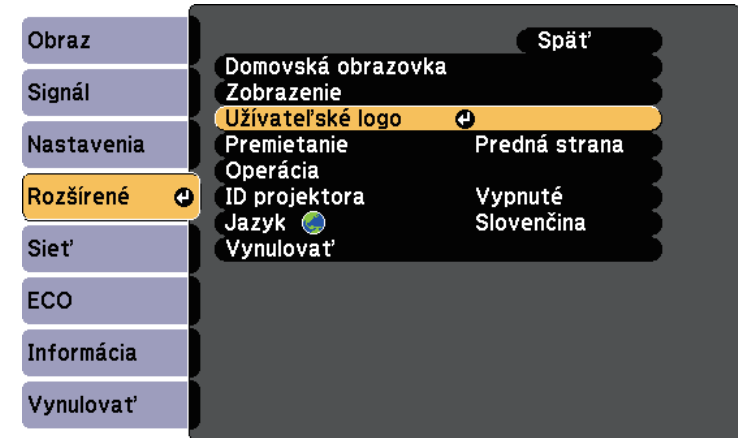 Obraz
Signál
Nastavenia
Rozšírené
Sieť
ECO
Informácia
Vynulovať
Späť
Domovská obrazovka
Zobrazenie
Užívateľské logo
Premietanie Predná strana
Operácia
ID projektora Vypnuté
Jazyk Slovenčina
Vynulovať